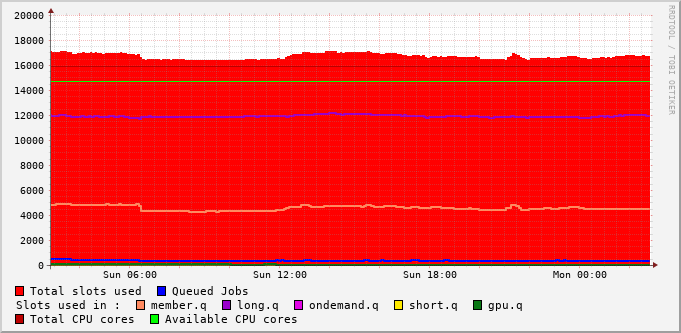 20000
18000
16000
14000
12000
10000
8000
6000
4000
2000
0
Sun 06:00 Sun 12:00 Sun 18:00 Mon 00:00
RRDTOOL / TOBI OETIKER
Total slots used Queued Jobs
Slots used in : member.q long.q ondemand.q short.q gpu.q
Total CPU cores Available CPU cores